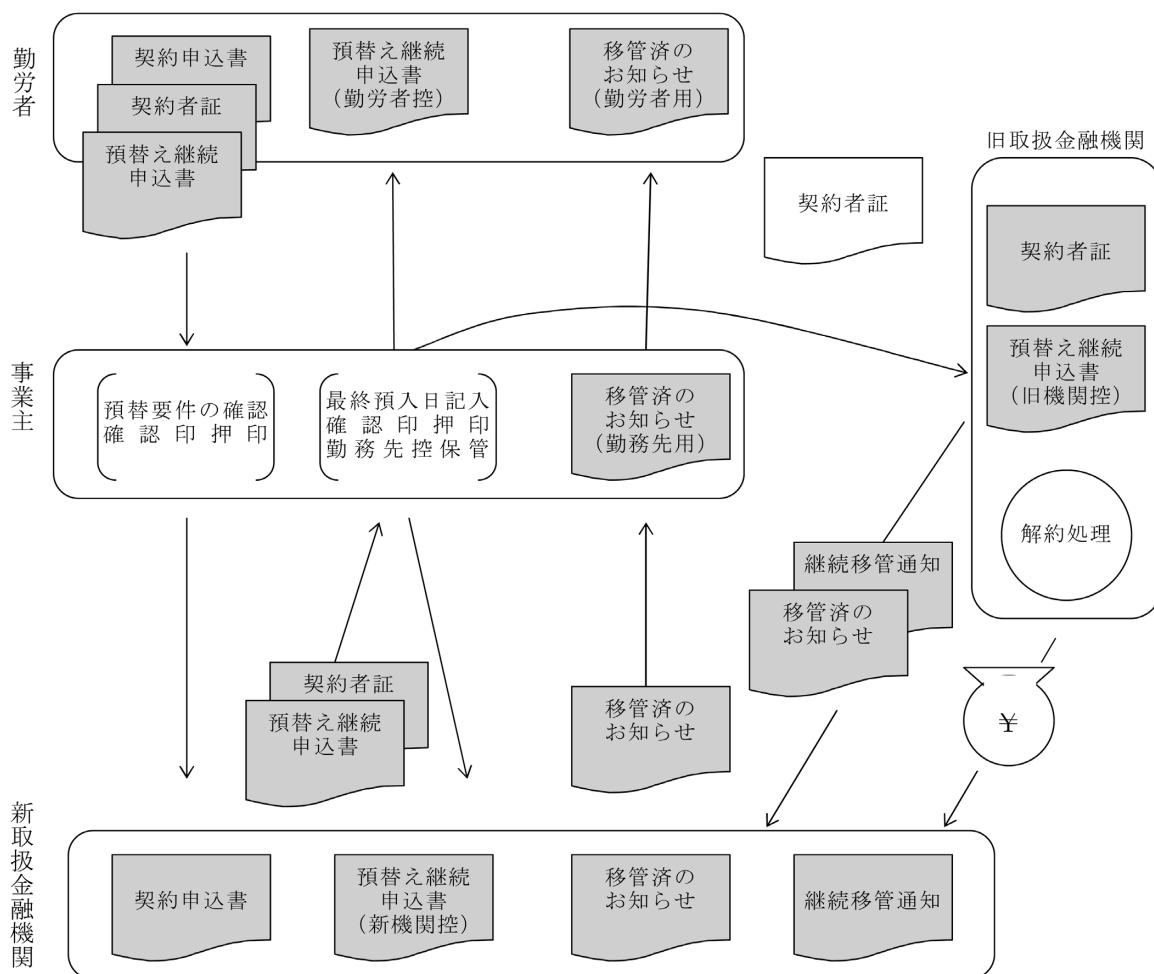 勤労者
契約申込書
契約者証
預替え継続
申込書
預替え継続
申込書
（勤労者控）
移管済の
お知らせ
（勤労者用）
契約者証
旧取扱金融機関
契約者証
預替え継続
申込書
（旧機関控）
解約処理
事業主
預替要件の確認
確認印押印
最終預入日記入
確認印押印
勤務先控保管
移管済の
お知らせ
（勤務先用）
継続移管通知
移管済の
お知らせ
契約者証
預替え継続
申込書
移管済の
お知らせ
¥
新取扱金融機関
契約申込書
預替え継続
申込書
（新機関控）
移管済の
お知らせ
継続移管通知